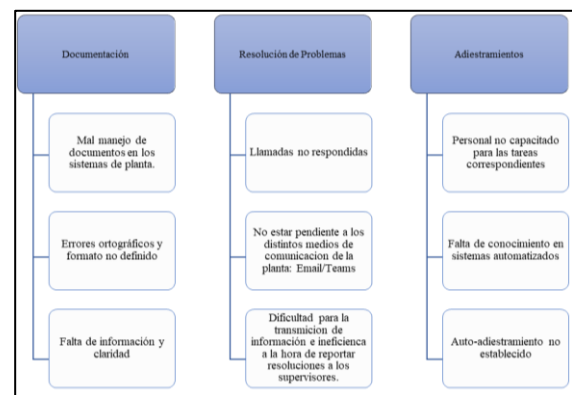 Documentación
Mal manejo de
documentos en los
sistemas de planta.
Errores ortográficos y
formato no definido
Falta de información y
claridad
Resolución de Problemas
Llamadas no respondidas
No estar pendiente a los
distintos medios de
comunicacion de la
planta: Email/Teams
Dificultad para la
transmicion de
información e ineficienca
a la hora de reportar
resoluciones a los
supervisores.
Adiestramientos
Personal no capacitado
para las tareas
correspondientes
Falta de conocimiento en
sistemas automatizados
Auto-adiestramiento no
establecido